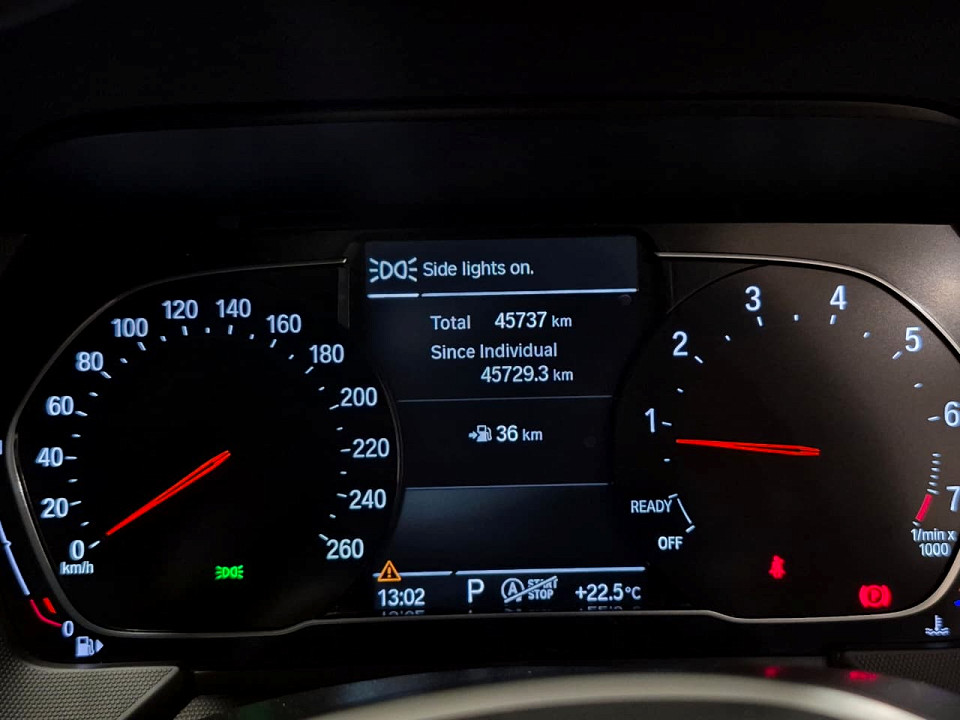 Side lights on.
Total 45737 km
Since Individual
45729.3 km
36 km
0
20
40
60
80
100
120
140
160
180
200
220
240
260
km/h
1
2
3
4
5
6
7
1/min x
1000
READY
OFF
13:02 P A START STOP +22.5°C
0
P